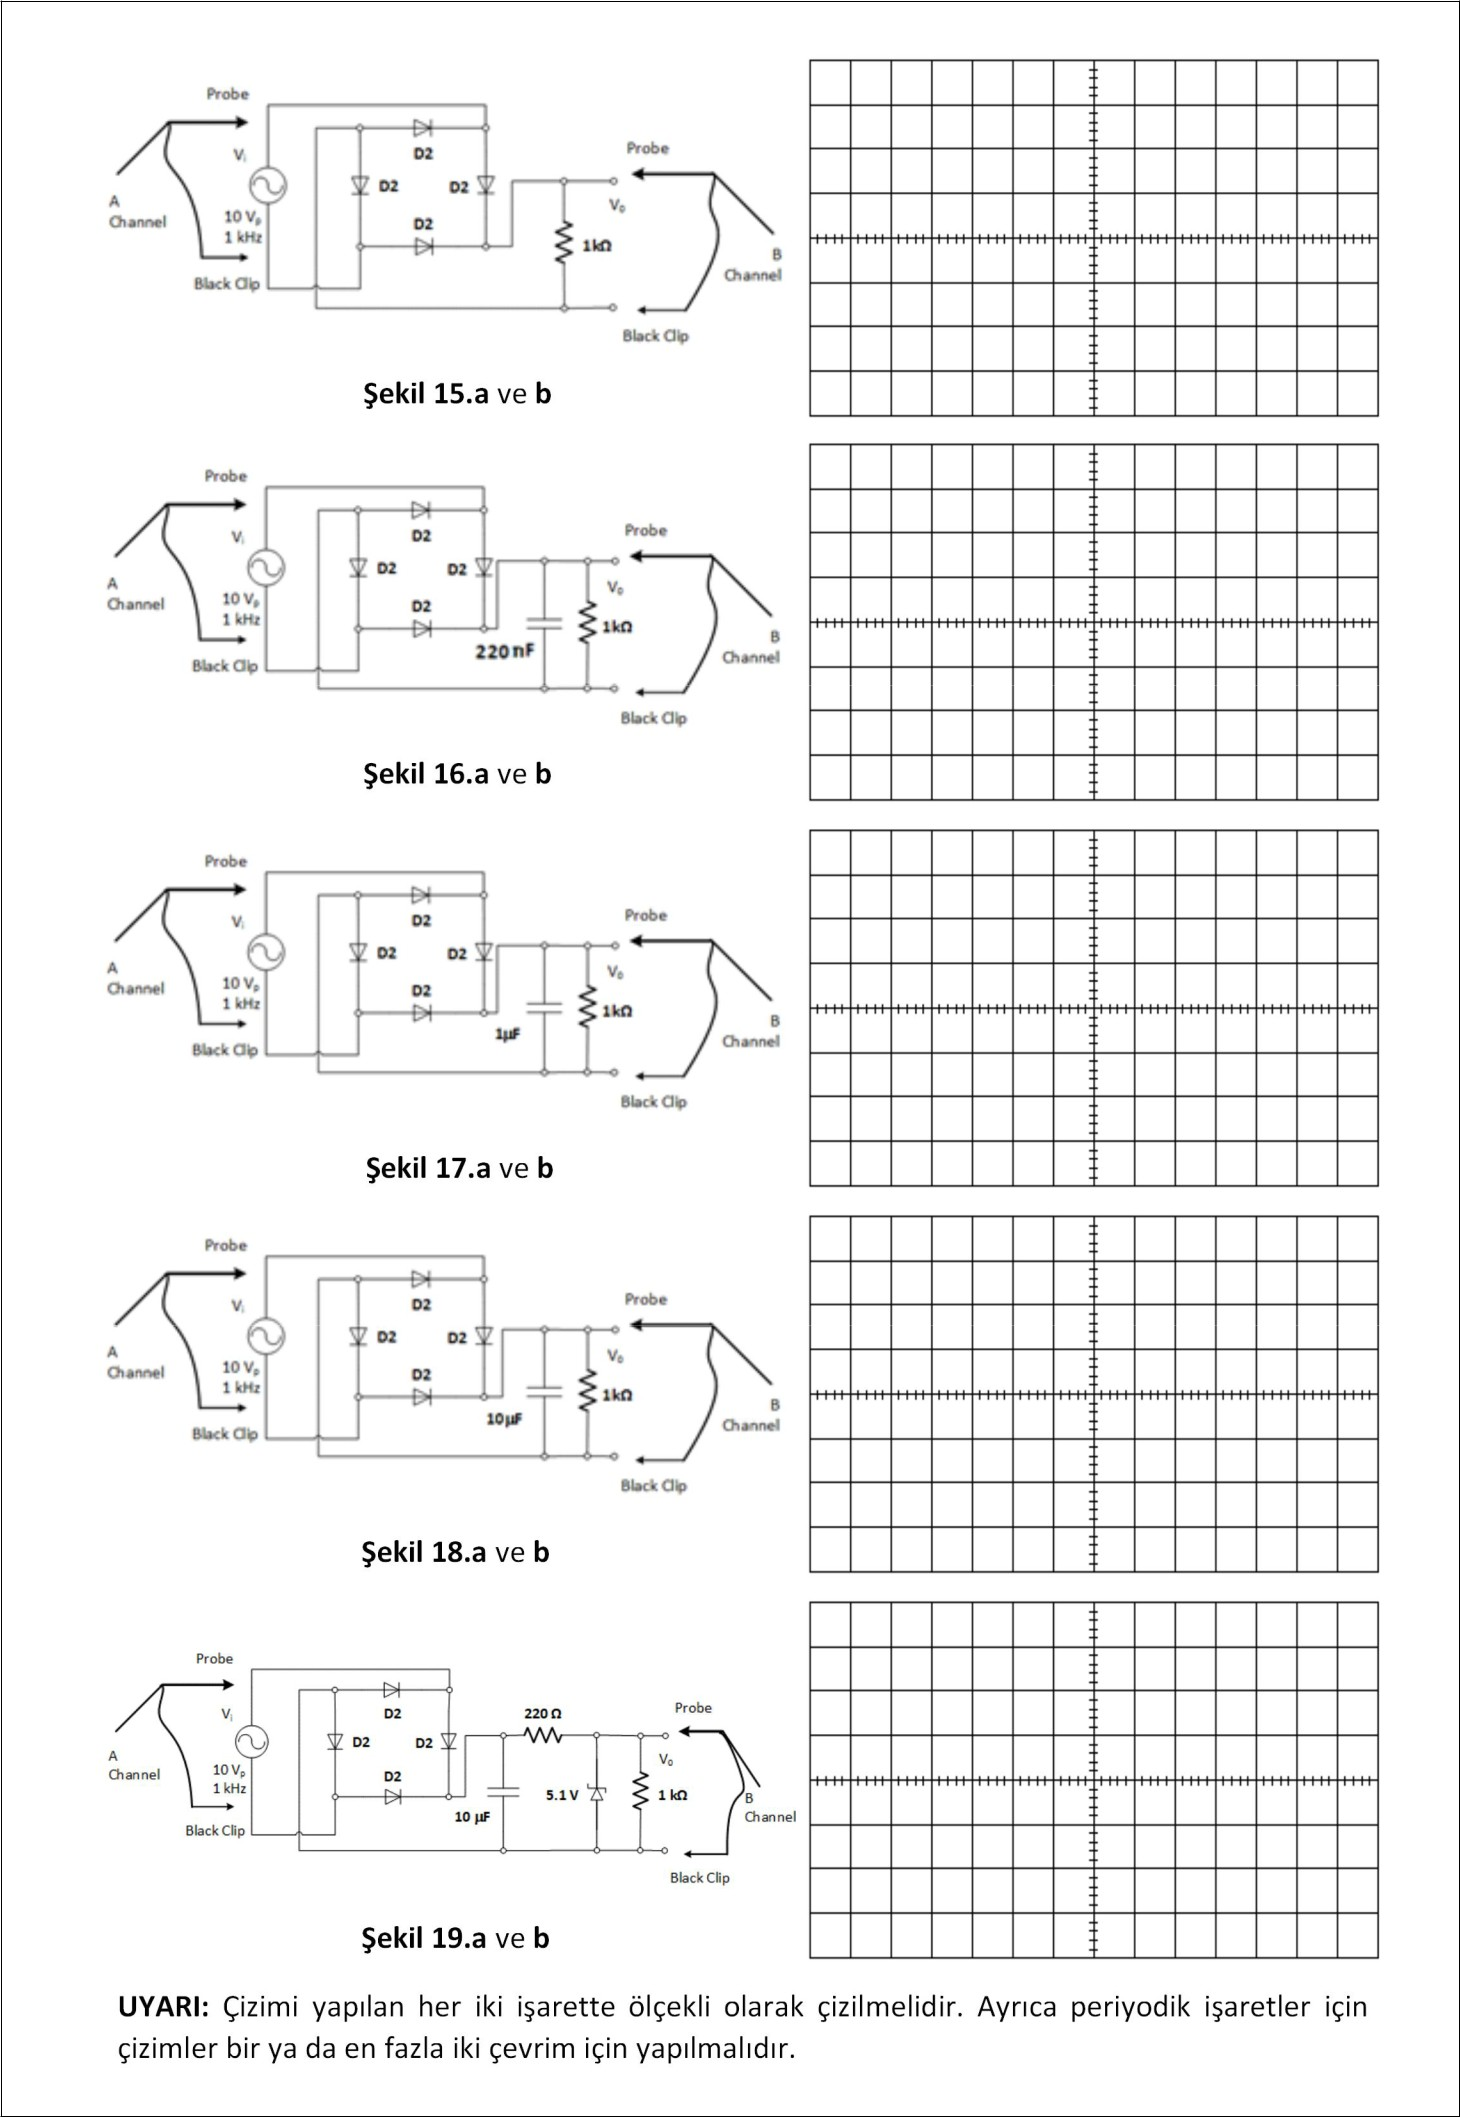 Probe
Vi
A
Channel
10 Vp
1 kHz
Black Clip
D2
D2
D2
D2
1kΩ
Probe
Vo
B
Channel
Black Clip
Şekil 15.a ve b
Probe
Vi
A
Channel
10 Vp
1 kHz
Black Clip
D2
D2
D2
D2
220 nF
1kΩ
Probe
Vo
B
Channel
Black Clip
Şekil 16.a ve b
Probe
Vi
A
Channel
10 Vp
1 kHz
Black Clip
D2
D2
D2
D2
1µF
1kΩ
Probe
Vo
B
Channel
Black Clip
Şekil 17.a ve b
Probe
Vi
A
Channel
10 Vp
1 kHz
Black Clip
D2
D2
D2
D2
10µF
1kΩ
Probe
Vo
B
Channel
Black Clip
Şekil 18.a ve b
Probe
Vi
A
Channel
10 Vp
1 kHz
Black Clip
D2
D2
D2
D2
10 µF
220 Ω
5.1 V
1 kΩ
Probe
Vo
B
Channel
Black Clip
Şekil 19.a ve b
UYARI: Çizimi yapılan her iki işarette ölçekli olarak çizilmelidir. Ayrıca periyodik işaretler için
çizimler bir ya da en fazla iki çevrim için yapılmalıdır.